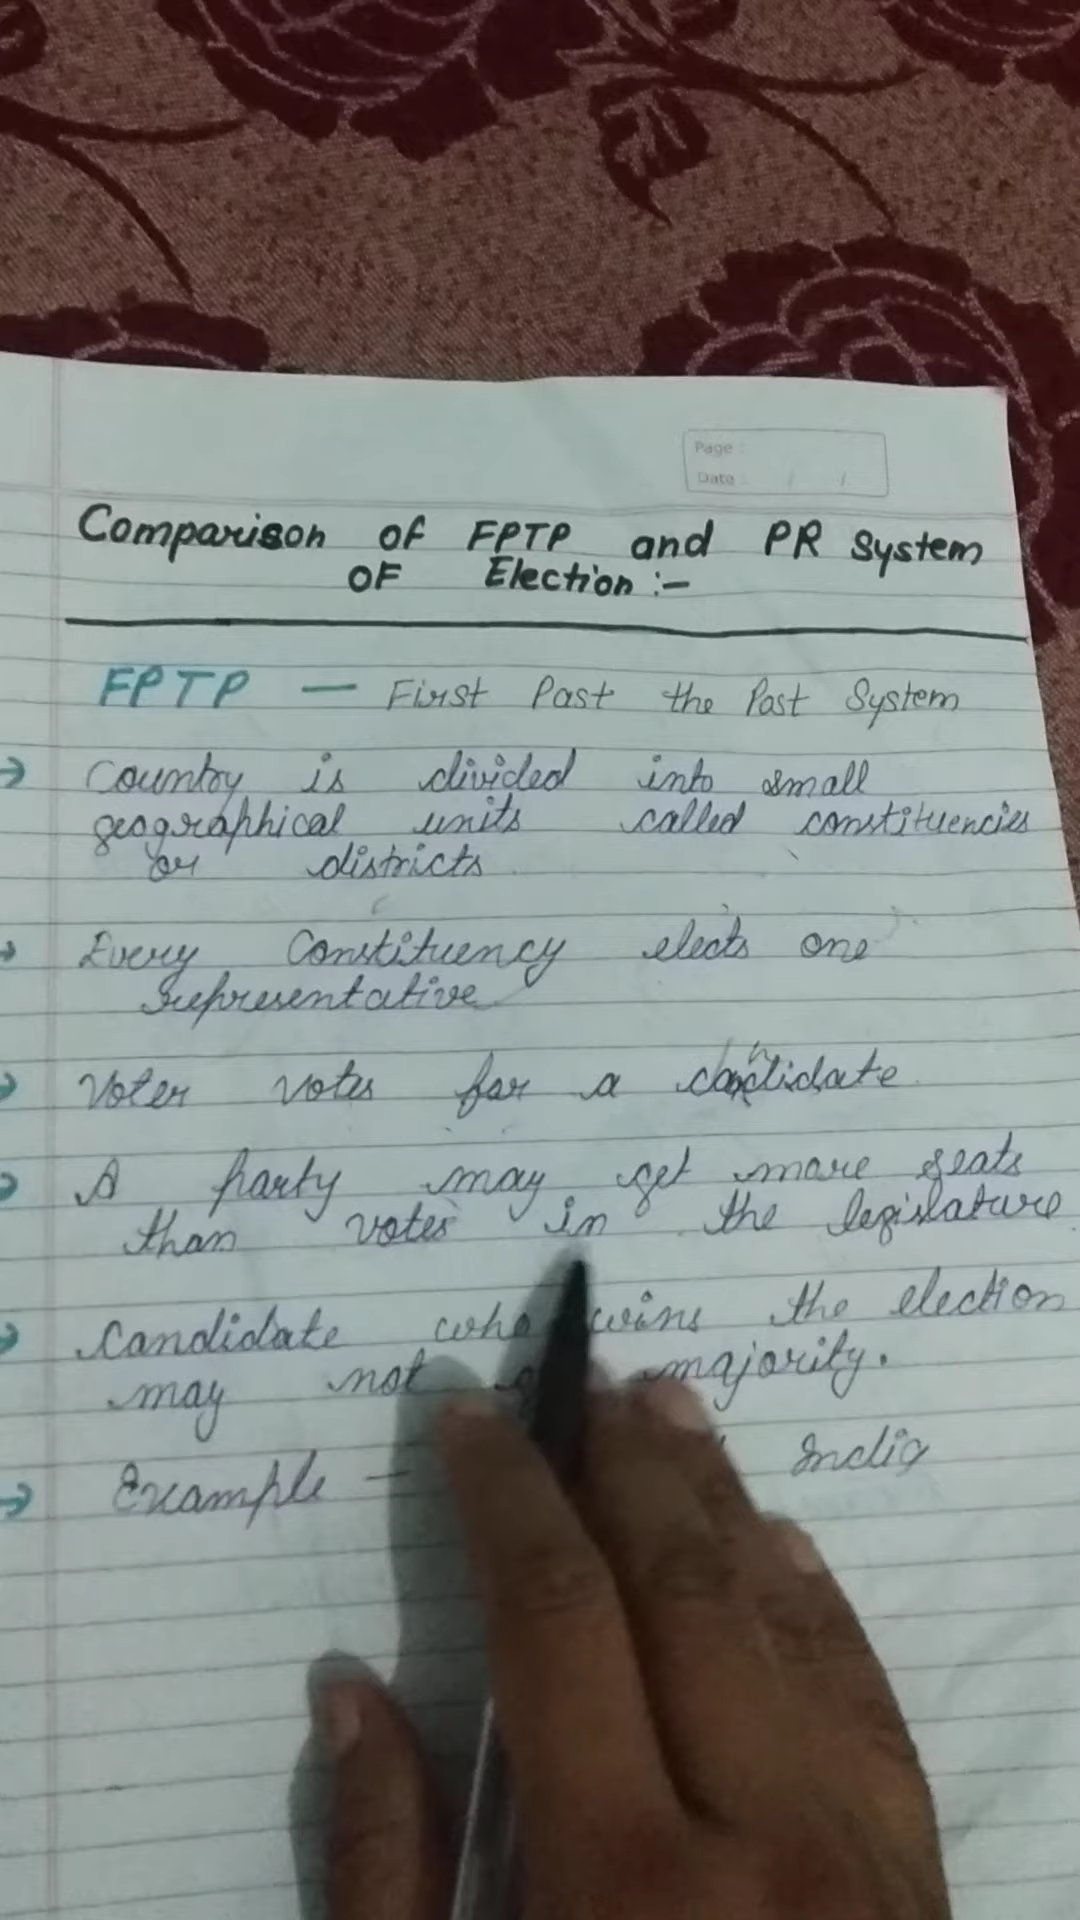 Page :
Date : / /
Comparison of FPTP and PR System
OF Election :-
FPTP — First Past the Post System
→ Country is divided into small
geographical units called constituencies
or districts
→ Every Constituency elects one
representative
→ Voter votes for a candidate
→ A party may get more seats
than votes in the legislature
→ Candidate who wins the election
may not majority.
→ Example — India